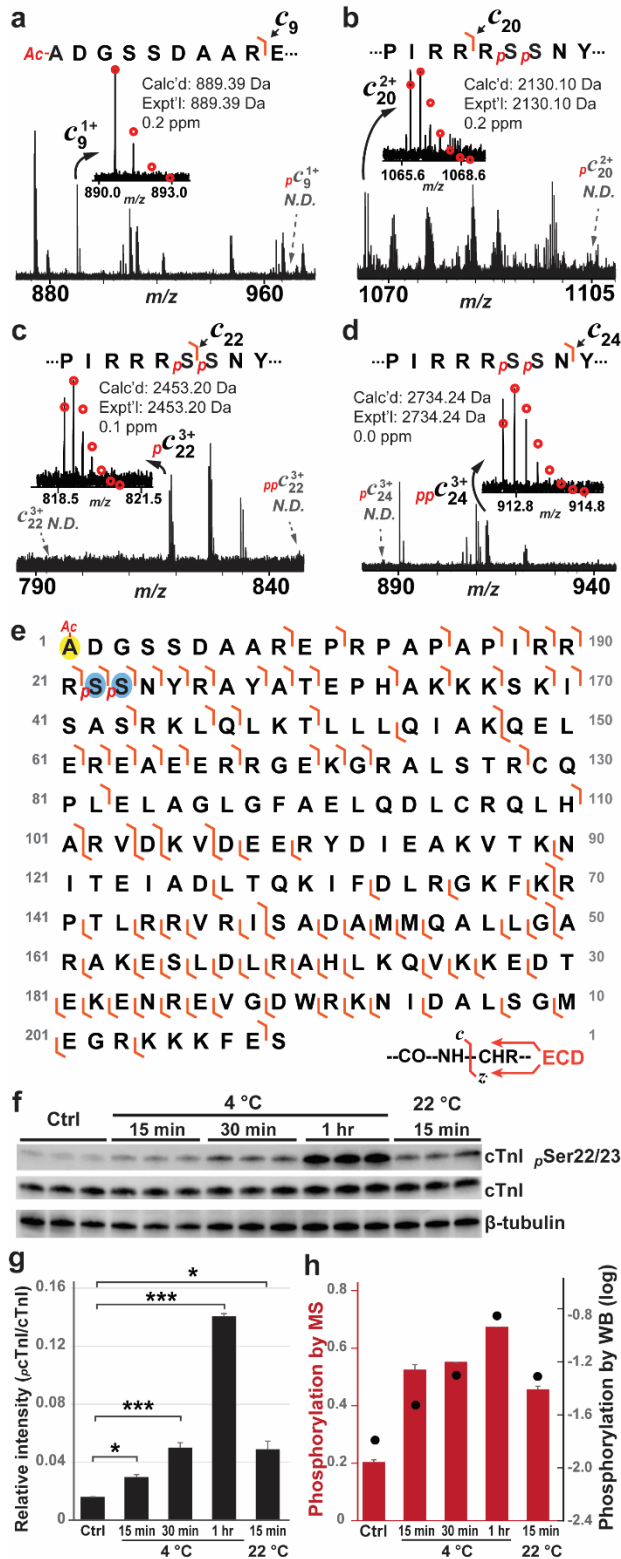 a
c9
Ac-A D G S S D A A R E···
Calc'd: 889.39 Da
Expt'l: 889.39 Da
0.2 ppm
c9 1+
890.0 893.0
m/z
pc9 1+
N.D.
880 960
m/z
b
c20
···P I R R R pS pS N Y···
Calc'd: 2130.10 Da
Expt'l: 2130.10 Da
0.2 ppm
c20 2+
1065.6 1068.6
m/z
pc20 2+
N.D.
1070 1105
m/z
c
c22
···P I R R R pS pS N Y···
Calc'd: 2453.20 Da
Expt'l: 2453.20 Da
0.1 ppm
pc22 3+
818.5 821.5
m/z
c22 3+ N.D.
ppc22 3+
N.D.
790 840
m/z
d
c24
···P I R R R pS pS N Y···
Calc'd: 2734.24 Da
Expt'l: 2734.24 Da
0.0 ppm
ppc24 3+
912.8 914.8
m/z
pc24 3+
N.D.
890 940
m/z
e
Ac
1 A D G S S D A A R E P R P A P A P I R R 190
21 R pS pS N Y R A Y A T E P H A K K K S K I 170
41 S A S R K L Q L K T L L L Q I A K Q E L 150
61 E R E A E E R R G E K G R A L S T R C Q 130
81 P L E L A G L G F A E L Q D L C R Q L H 110
101 A R V D K V D E E R Y D I E A K V T K N 90
121 I T E I A D L T Q K I F D L R G K F K R 70
141 P T L R R V R I S A D A M M Q A L L G A 50
161 R A K E S L D L R A H L K Q V K K E D T 30
181 E K E N R E V G D W R K N I D A L S G M 10
201 E G R K K K F E S 1
c
--CO--NH--CHR-- ECD
z·
f
Ctrl 4 °C 22 °C
15 min 30 min 1 hr 15 min
cTnI pSer22/23
cTnI
β-tubulin
g
Relative intensity (pcTnI/cTnI)
0.16
0.12
0.08
0.04
0
*
***
***
*
Ctrl 15 min 30 min 1 hr 15 min
4 °C 22 °C
h
Phosphorylation by MS
0.8
0.6
0.4
0.2
0
Phosphorylation by WB (log)
-0.8
-1.2
-1.6
-2.0
-2.4
Ctrl 15 min 30 min 1 hr 15 min
4 °C 22 °C